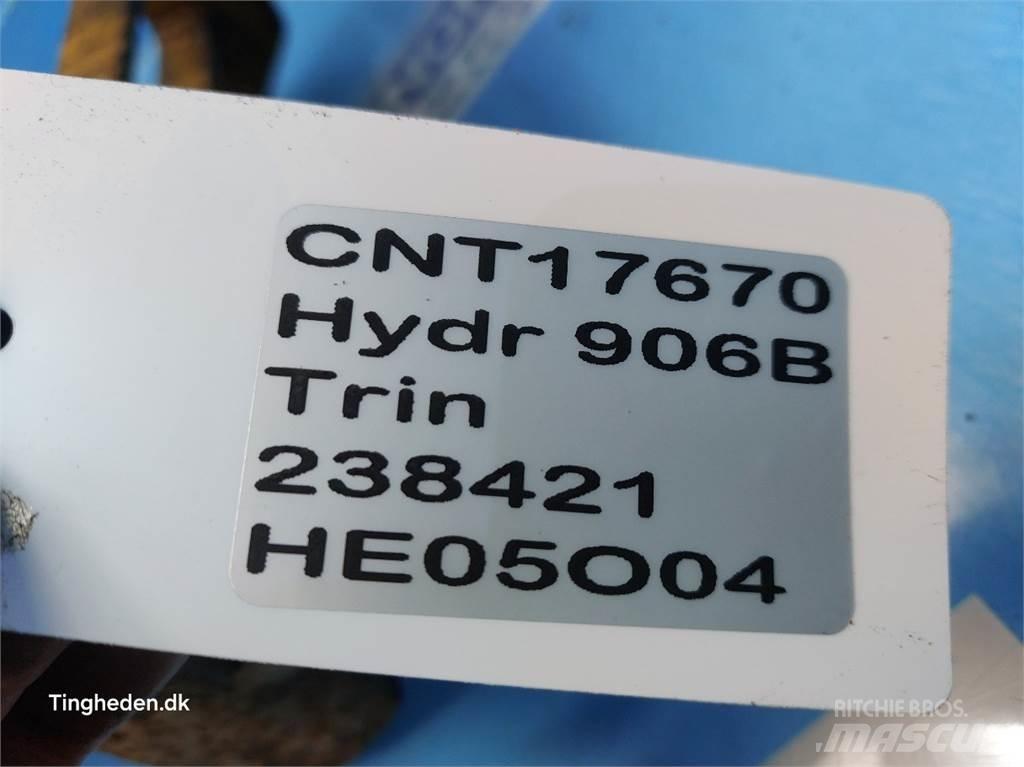 CNT17670
Hydr 906B
Trin
238421
HE05O04
Tingheden.dk
RITCHIE BROS.
MASCUS